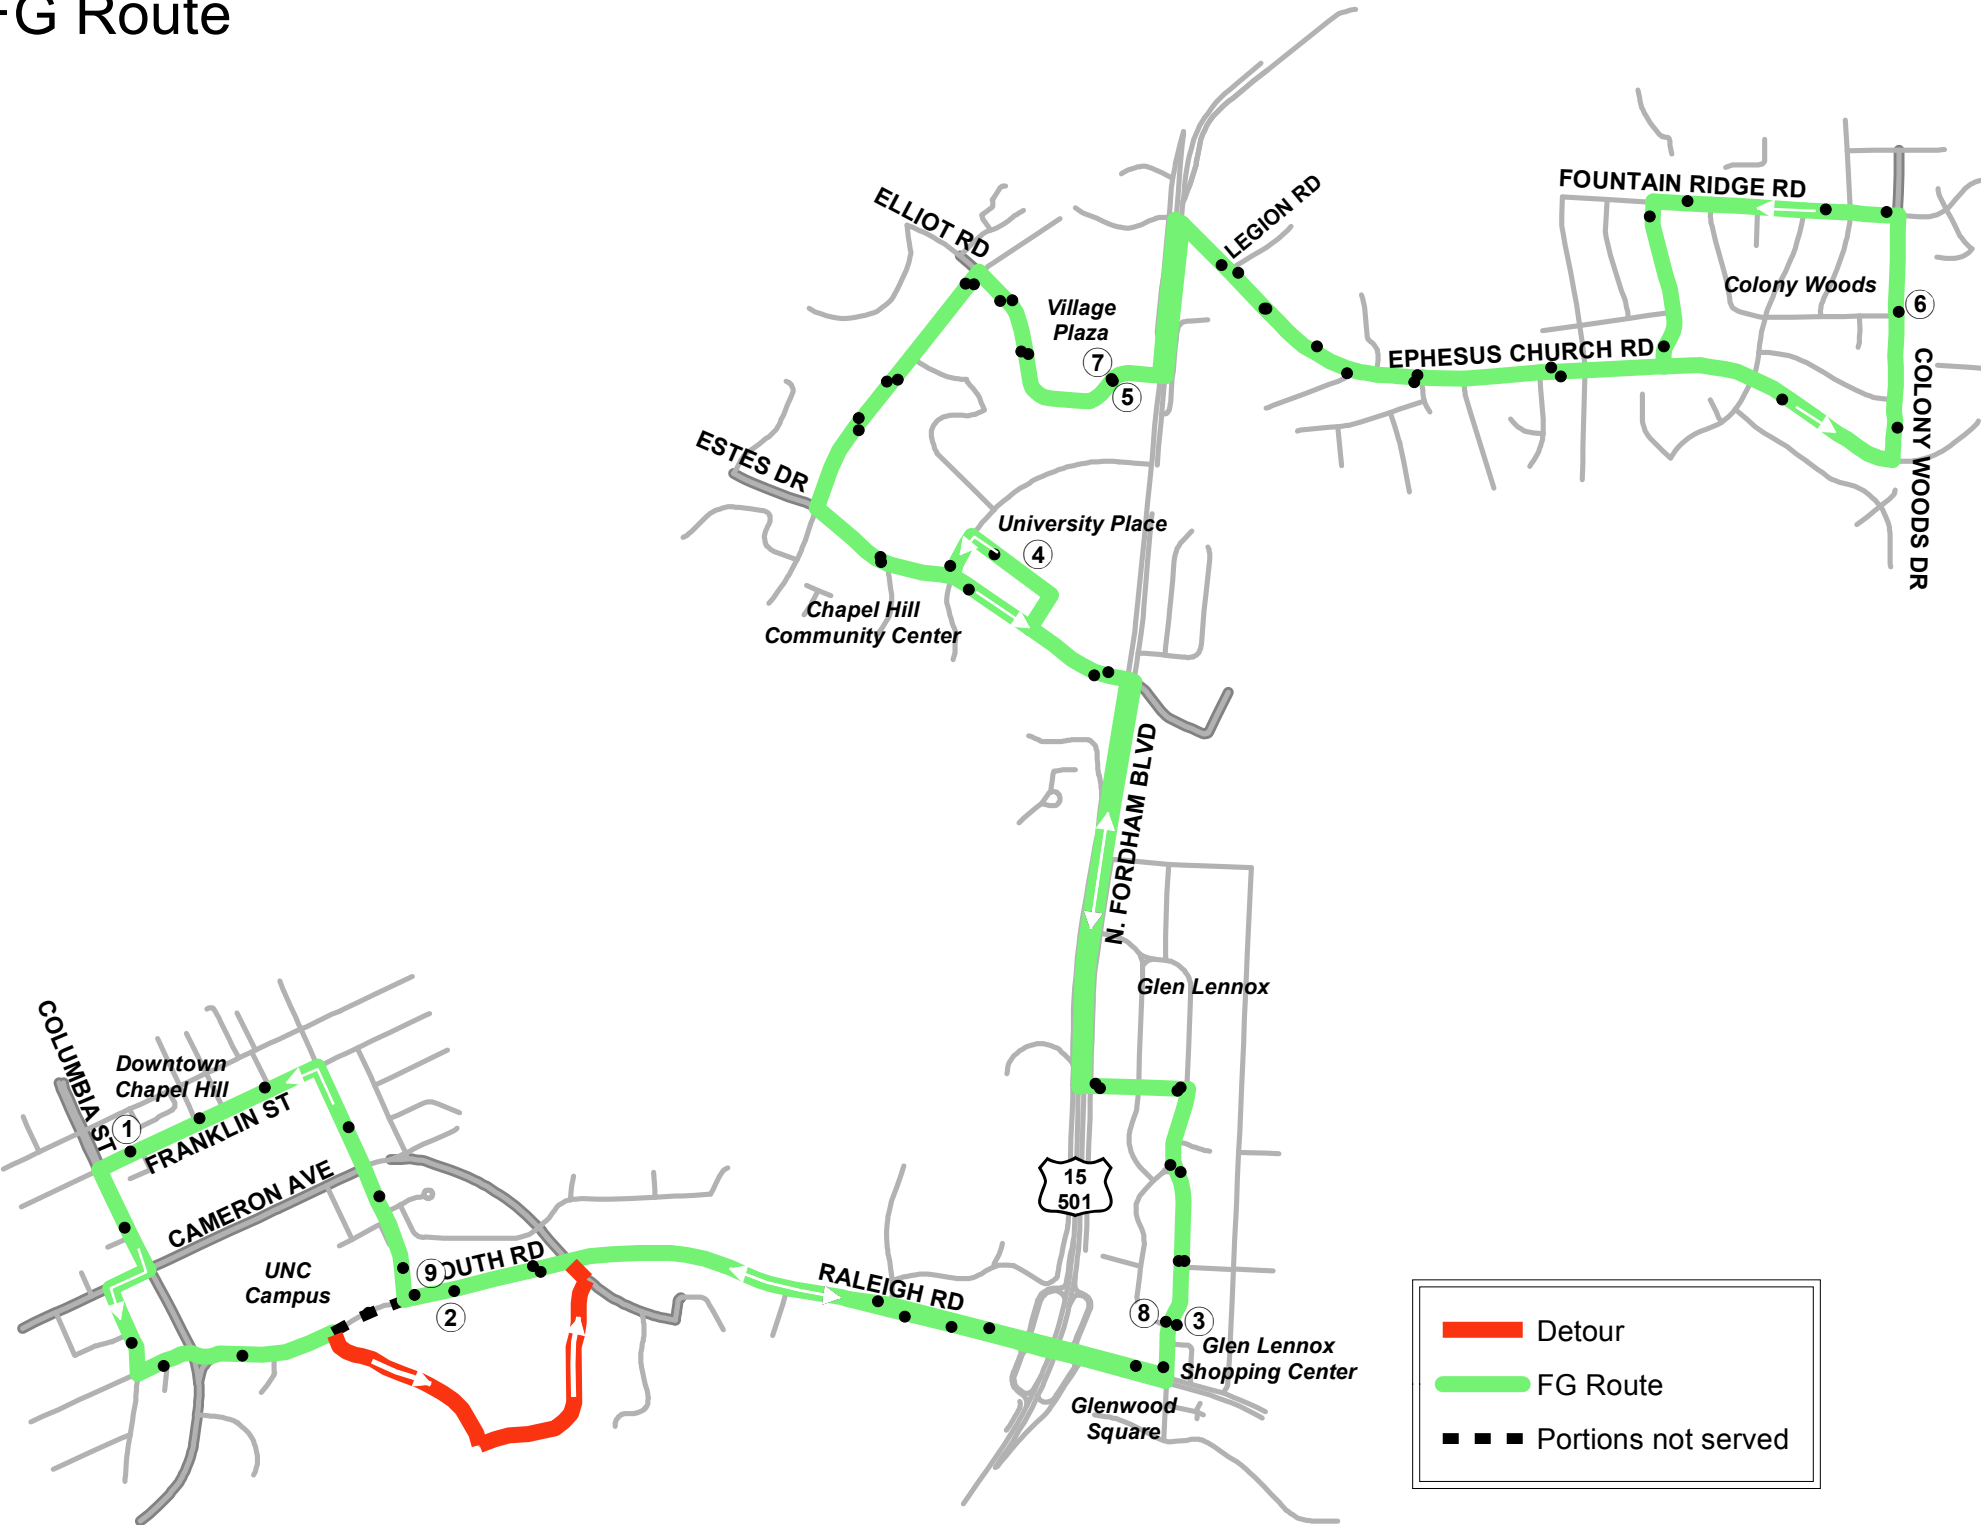 FG Route
FOUNTAIN RIDGE RD
LEGION RD
ELLIOT RD
Colony Woods
6
Village
Plaza
7
5
EPHESUS CHURCH RD
COLONY WOODS DR
ESTES DR
University Place
4
Chapel Hill
Community Center
N. FORDHAM BLVD
Glen Lennox
COLUMBIA ST
Downtown
Chapel Hill
1
FRANKLIN ST
CAMERON AVE
15
501
UNC
Campus
9
SOUTH RD
2
RALEIGH RD
8
3
Glen Lennox
Shopping Center
Glenwood
Square
Detour
FG Route
Portions not served